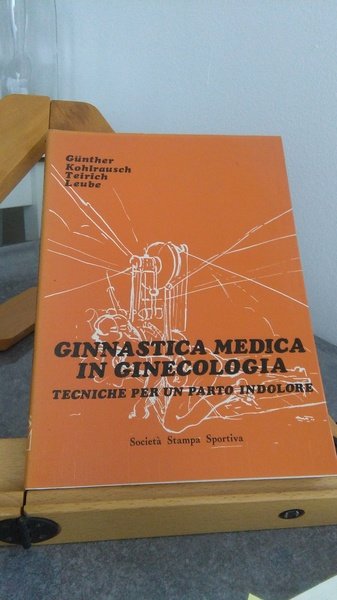 Günther
Kohlrausch
Teirich
Leube
GINNASTICA MEDICA
IN GINECOLOGIA
TECNICHE PER UN PARTO INDOLORE
Società Stampa Sportiva